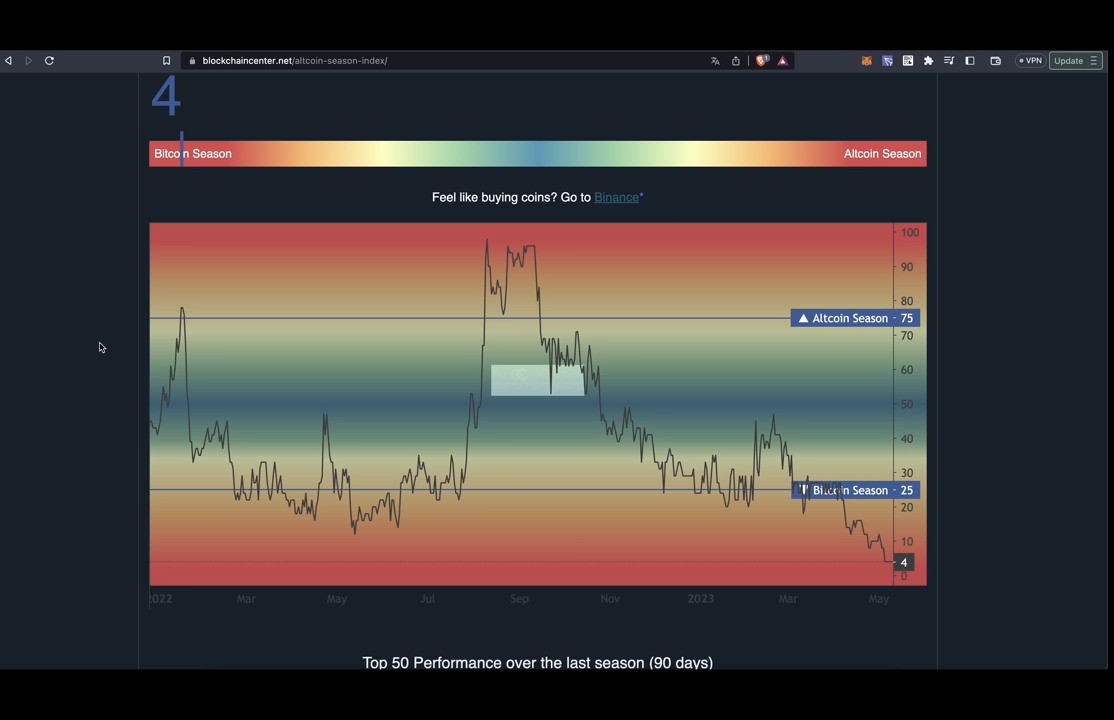 blockchaincenter.net/altcoin-season-index/
1
VPN
Update
4
Bitcoin Season
Altcoin Season
Feel like buying coins? Go to Binance*
100
90
80
▲ Altcoin Season - 75
70
60
50
40
30
Bitcoin Season - 25
20
10
4
0
2022 Mar May Jul Sep Nov 2023 Mar May
Top 50 Performance over the last season (90 days)